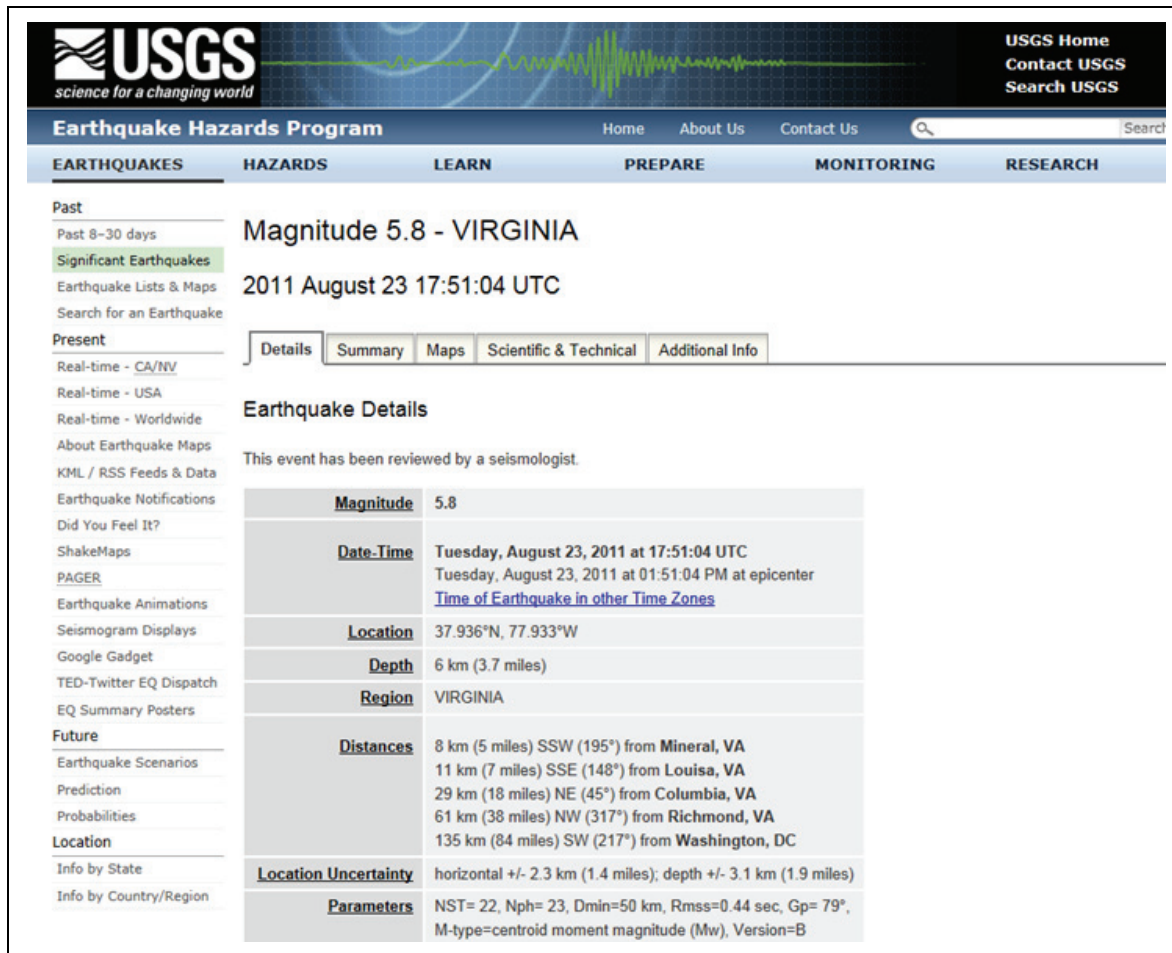 USGS
science for a changing world
USGS Home
Contact USGS
Search USGS
Earthquake Hazards Program
Home About Us Contact Us Search
EARTHQUAKES HAZARDS LEARN PREPARE MONITORING RESEARCH
Past
Past 8–30 days
Significant Earthquakes
Earthquake Lists & Maps
Search for an Earthquake
Present
Real-time - CA/NV
Real-time - USA
Real-time - Worldwide
About Earthquake Maps
KML / RSS Feeds & Data
Earthquake Notifications
Did You Feel It?
ShakeMaps
PAGER
Earthquake Animations
Seismogram Displays
Google Gadget
TED-Twitter EQ Dispatch
EQ Summary Posters
Future
Earthquake Scenarios
Prediction
Probabilities
Location
Info by State
Info by Country/Region
Magnitude 5.8 - VIRGINIA
2011 August 23 17:51:04 UTC
Details Summary Maps Scientific & Technical Additional Info
Earthquake Details
This event has been reviewed by a seismologist.
Magnitude 5.8
Date-Time Tuesday, August 23, 2011 at 17:51:04 UTC
Tuesday, August 23, 2011 at 01:51:04 PM at epicenter
Time of Earthquake in other Time Zones
Location 37.936°N, 77.933°W
Depth 6 km (3.7 miles)
Region VIRGINIA
Distances 8 km (5 miles) SSW (195°) from Mineral, VA
11 km (7 miles) SSE (148°) from Louisa, VA
29 km (18 miles) NE (45°) from Columbia, VA
61 km (38 miles) NW (317°) from Richmond, VA
135 km (84 miles) SW (217°) from Washington, DC
Location Uncertainty horizontal +/- 2.3 km (1.4 miles); depth +/- 3.1 km (1.9 miles)
Parameters NST= 22, Nph= 23, Dmin=50 km, Rmss=0.44 sec, Gp= 79°,
M-type=centroid moment magnitude (Mw), Version=B